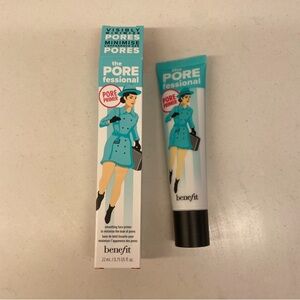 VISIBLY
PORES
MINIMISE
PORES
the
PORE
fessional
PORE
PRIMER
benefit
22 mL / 0.75 US fl. oz.
the
PORE
fessional
PORE
PRIMER
benefit